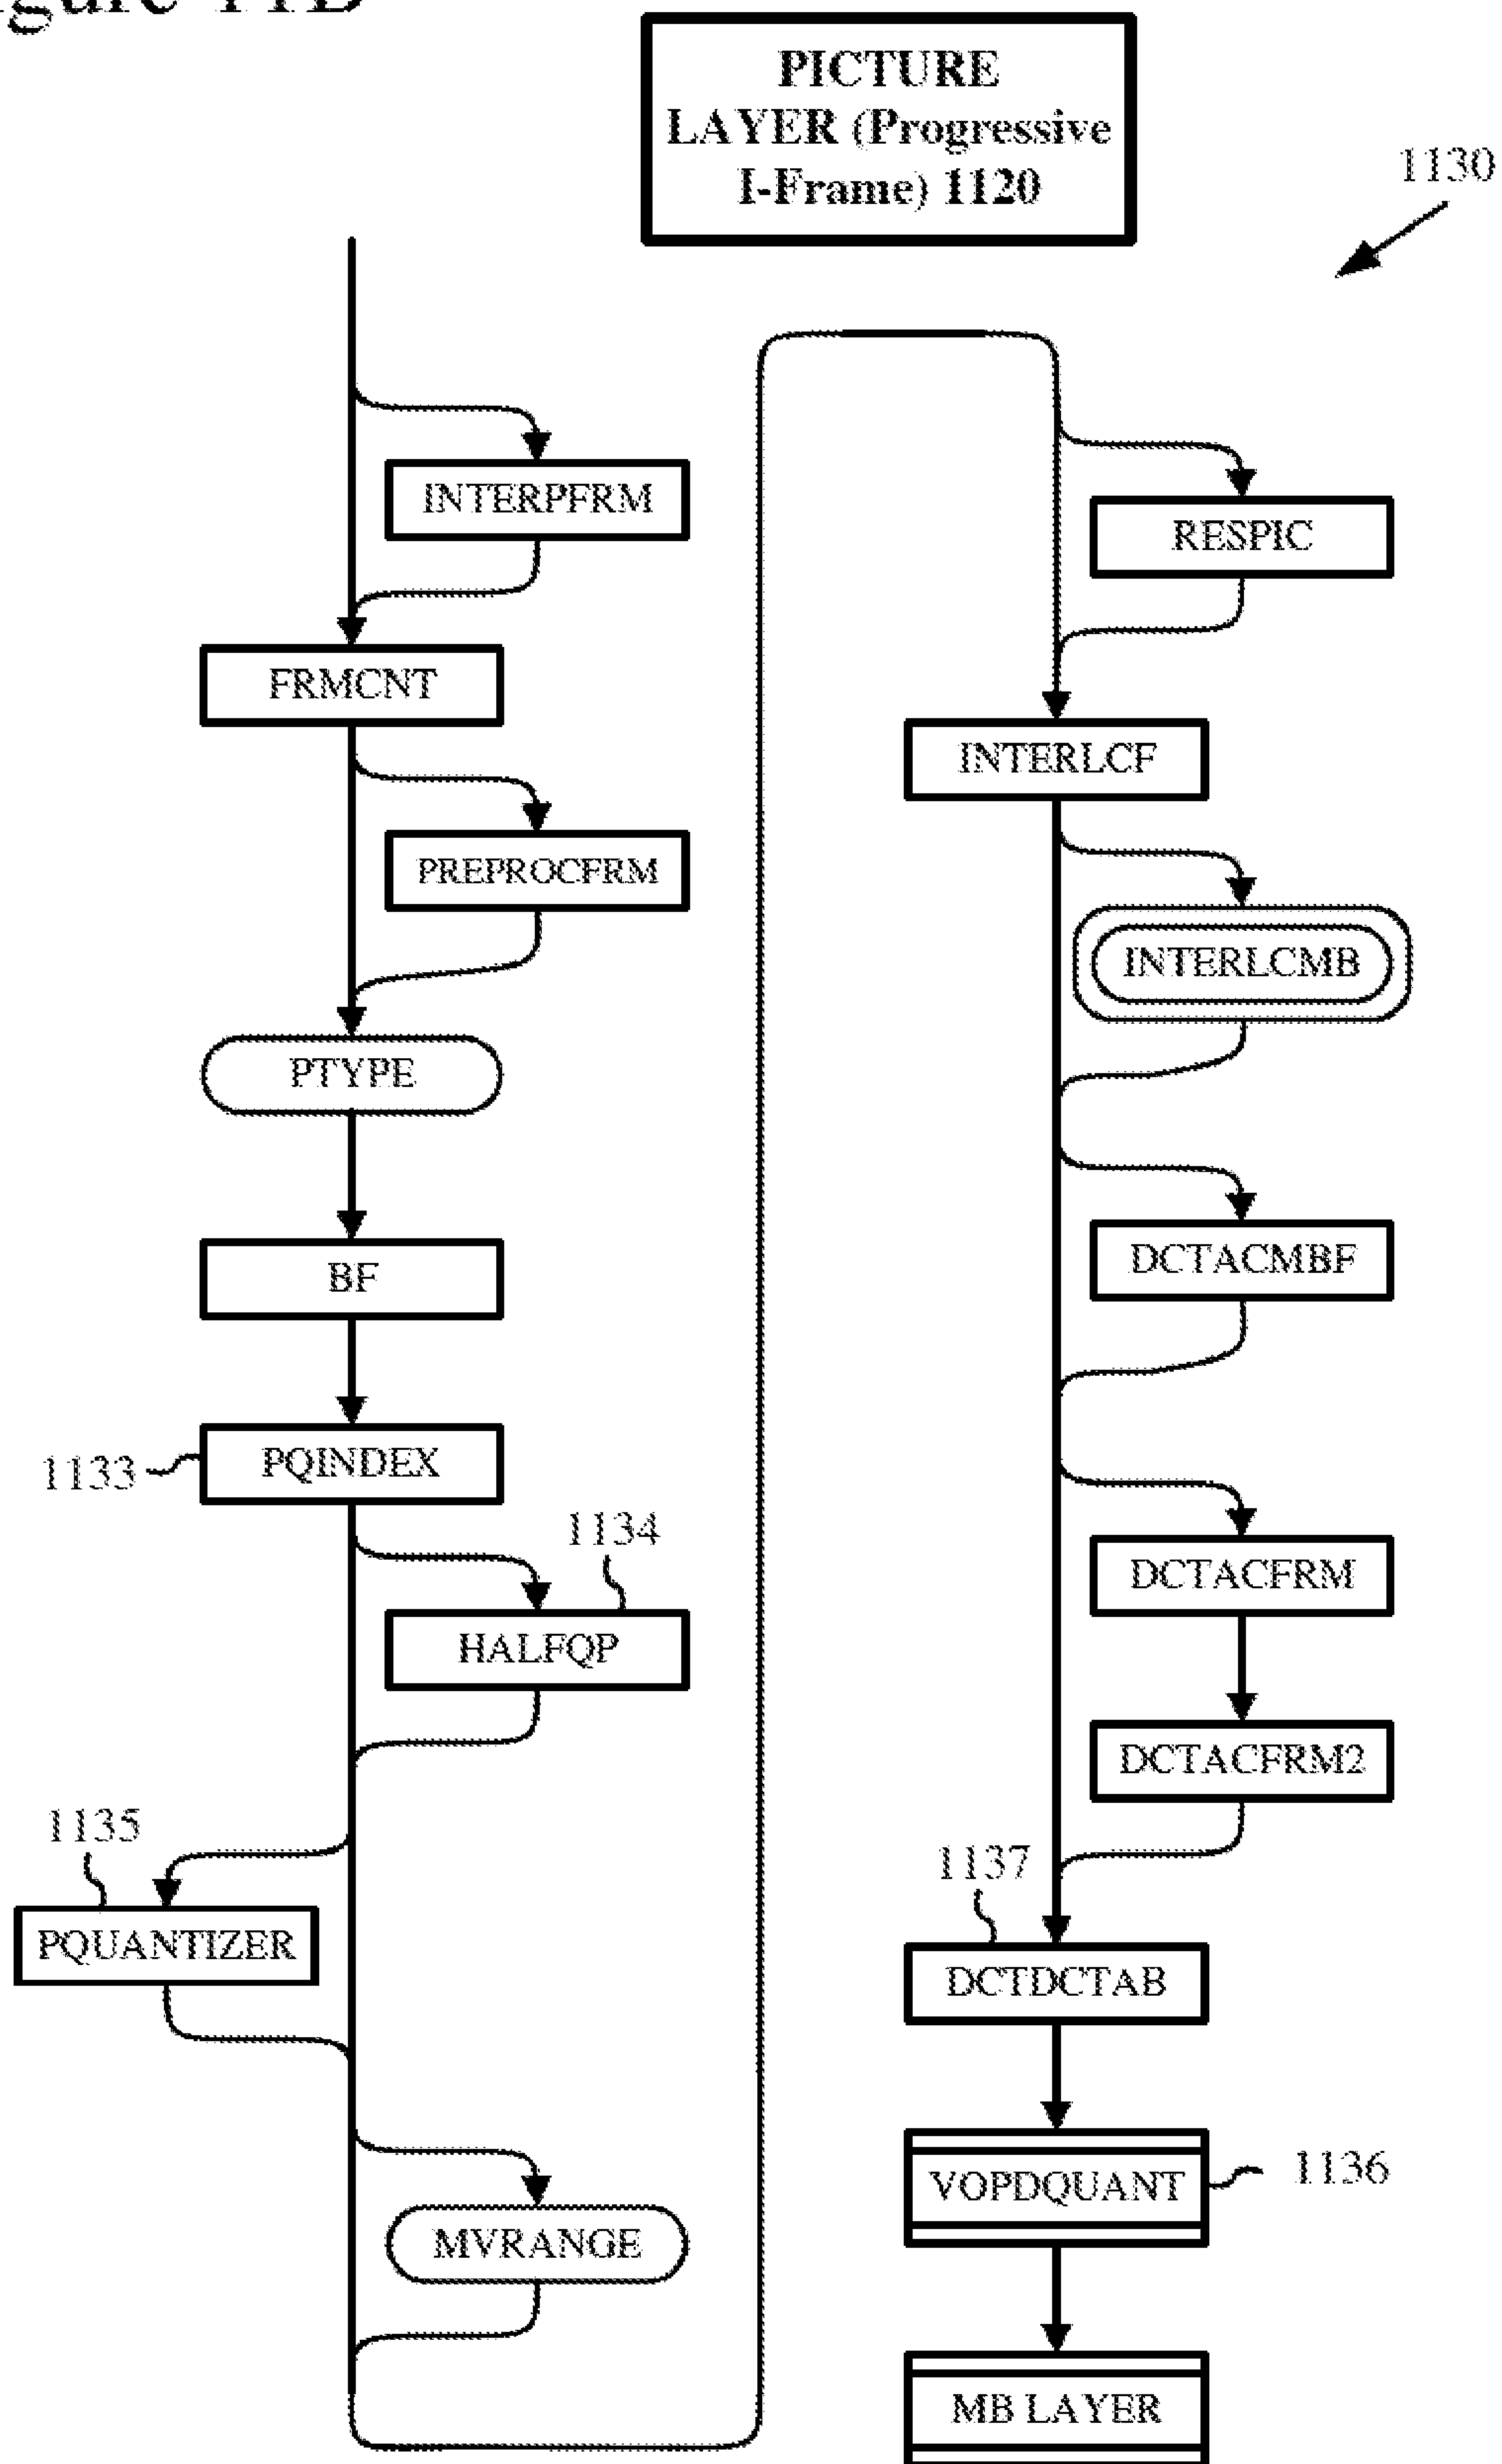 PICTURE
LAYER (Progressive
I-Frame) 1120
1130
INTERPFRM
FRMCNT
PREPROCFRM
PTYPE
BF
1133
PQINDEX
1134
HALFQP
1135
PQUANTIZER
MVRANGE
RESPIC
INTERLCF
INTERLCMB
DCTACMBF
DCTACFRM
DCTACFRM2
1137
DCTDCTAB
VOPDQUANT
1136
MB LAYER